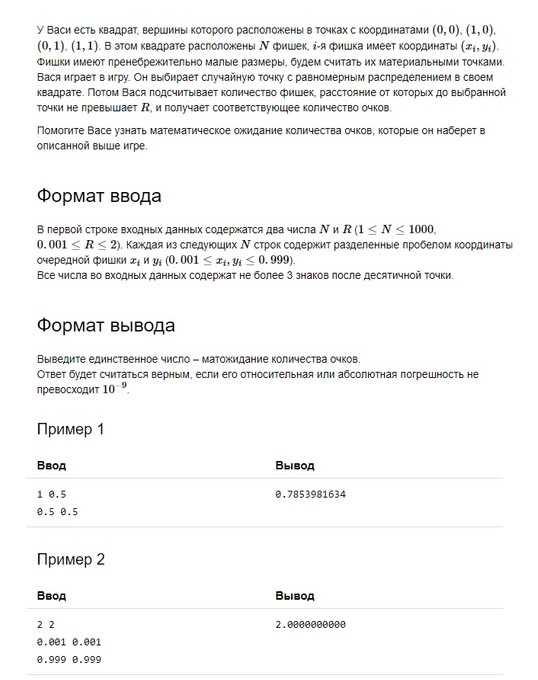 У Васи есть квадрат, вершины которого расположены в точках с координатами (0, 0), (1, 0),
(0, 1), (1, 1). В этом квадрате расположены N фишек, i-я фишка имеет координаты (x_i, y_i).
Фишки имеют пренебрежительно малые размеры, будем считать их материальными точками.
Вася играет в игру. Он выбирает случайную точку с равномерным распределением в своем
квадрате. Потом Вася подсчитывает количество фишек, расстояние от которых до выбранной
точки не превышает R, и получает соответствующее количество очков.
Помогите Васе узнать математическое ожидание количества очков, которые он наберет в
описанной выше игре.
Формат ввода
В первой строке входных данных содержатся два числа N и R (1 ≤ N ≤ 1000,
0.001 ≤ R ≤ 2). Каждая из следующих N строк содержит разделенные пробелом координаты
очередной фишки x_i и y_i (0.001 ≤ x_i, y_i ≤ 0.999).
Все числа во входных данных содержат не более 3 знаков после десятичной точки.
Формат вывода
Выведите единственное число – матожидание количества очков.
Ответ будет считаться верным, если его относительная или абсолютная погрешность не
превосходит 10⁻⁹.
Пример 1
Ввод Вывод
1 0.5 0.7853981634
0.5 0.5
Пример 2
Ввод Вывод
2 2 2.0000000000
0.001 0.001
0.999 0.999